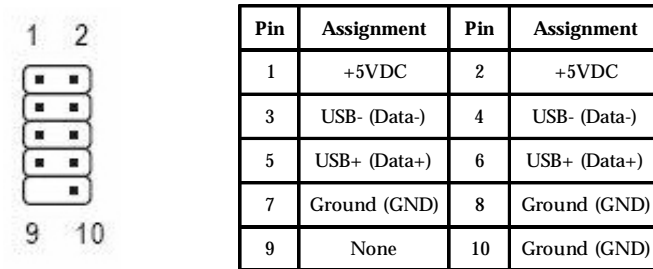 1 2
9 10
Pin Assignment Pin Assignment
1 +5VDC 2 +5VDC
3 USB- (Data-) 4 USB- (Data-)
5 USB+ (Data+) 6 USB+ (Data+)
7 Ground (GND) 8 Ground (GND)
9 None 10 Ground (GND)